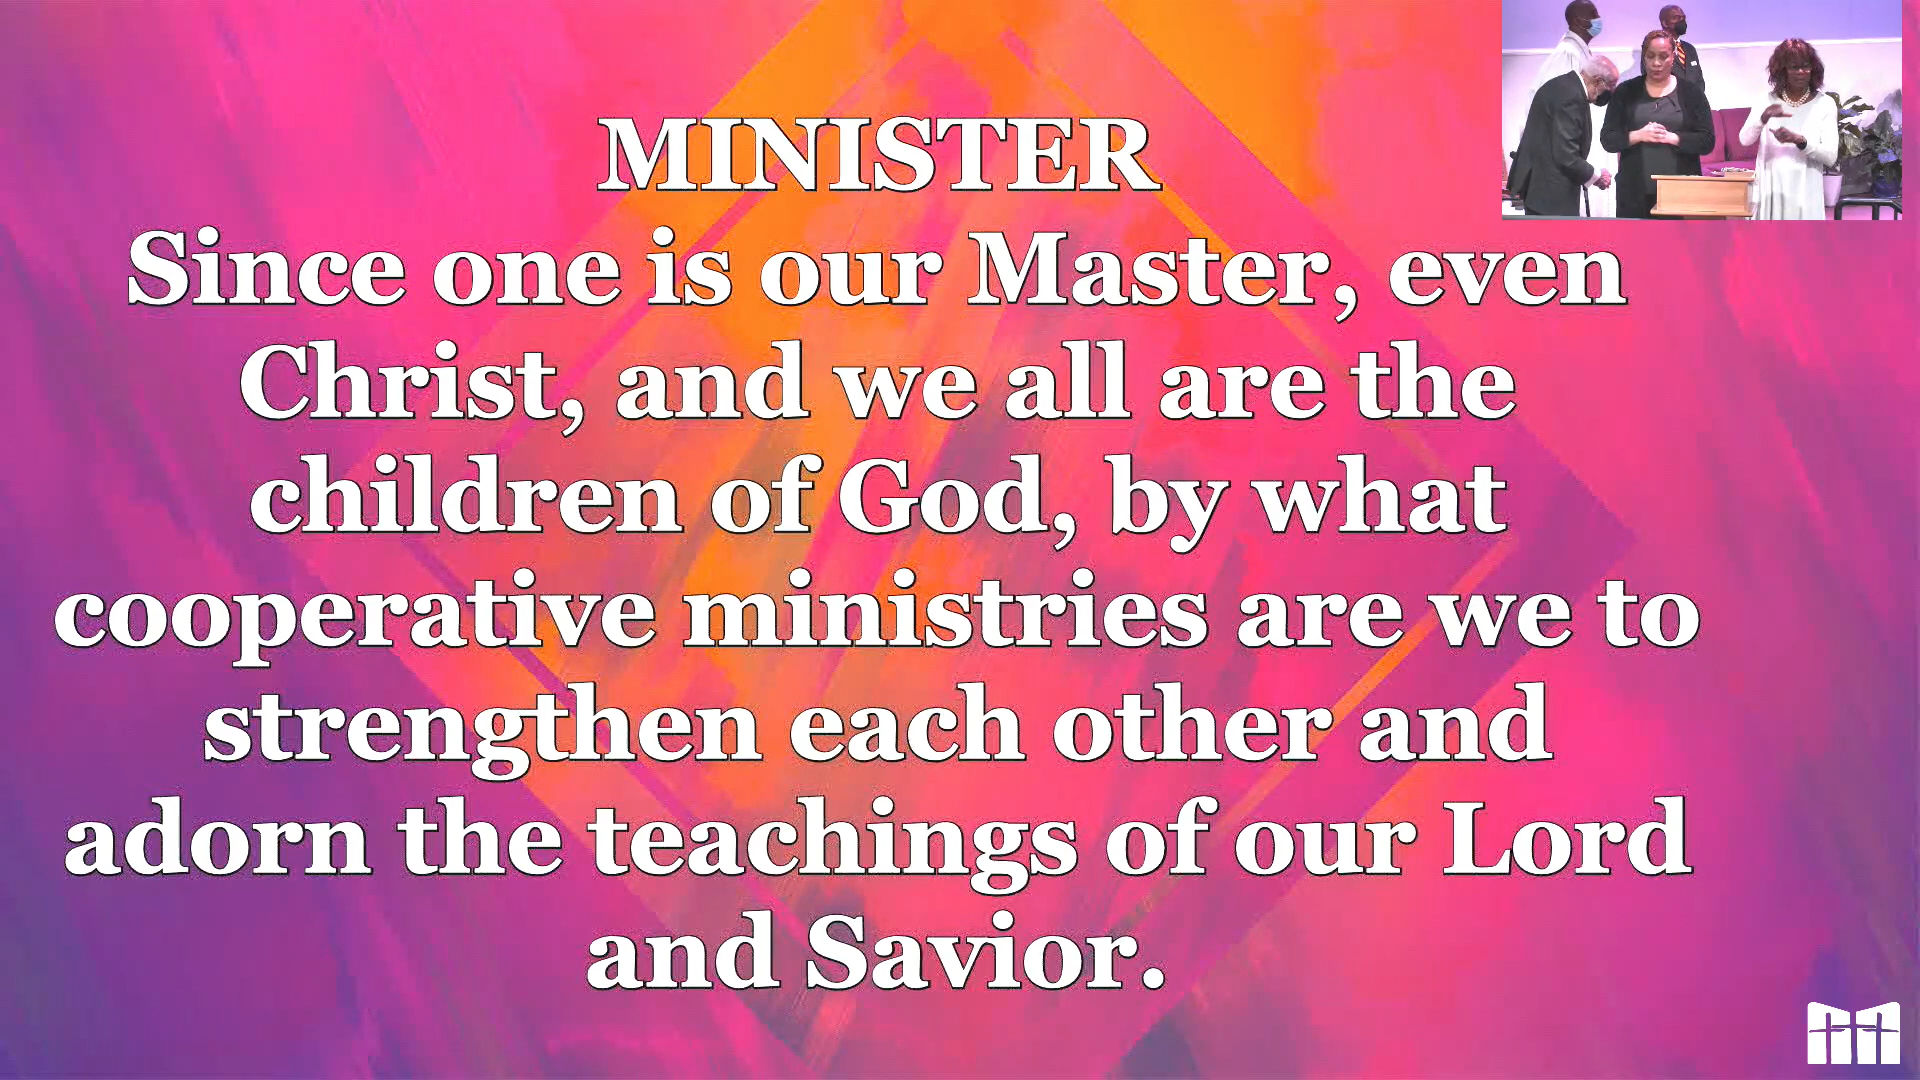 MINISTER
Since one is our Master, even
Christ, and we all are the
children of God, by what
cooperative ministries are we to
strengthen each other and
adorn the teachings of our Lord
and Savior.